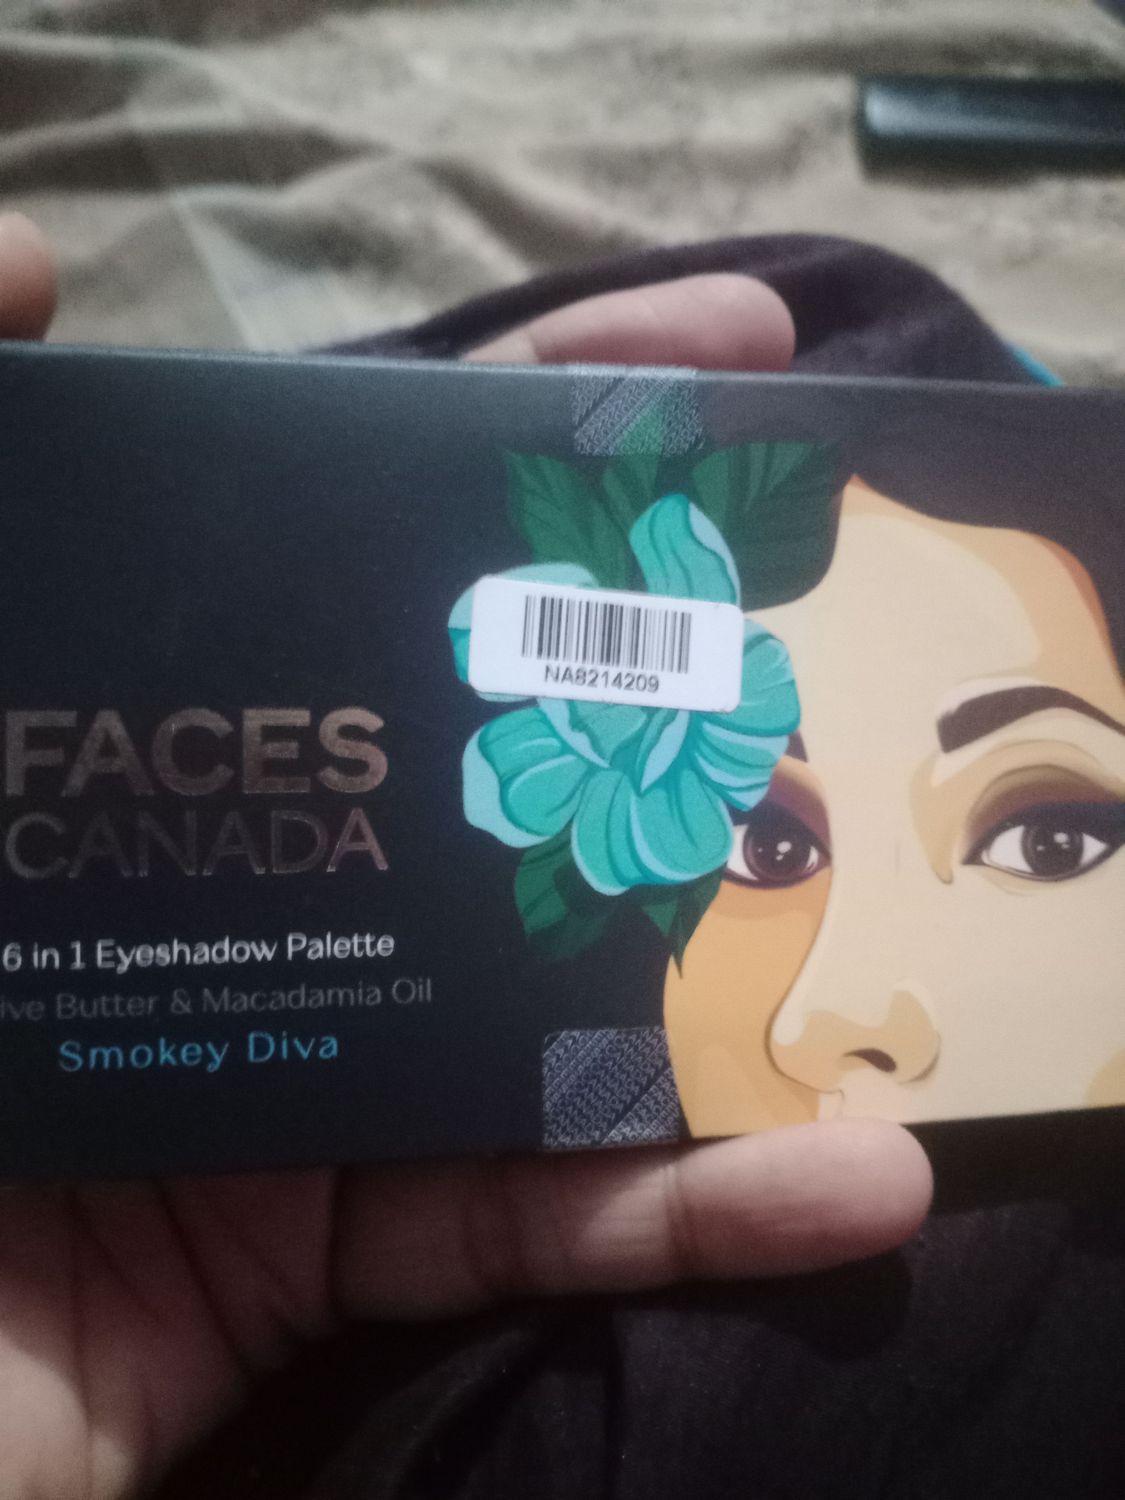 NA8214209
FACES
CANADA
6 in 1 Eyeshadow Palette
Butter & Macadamia Oil
Smokey Diva